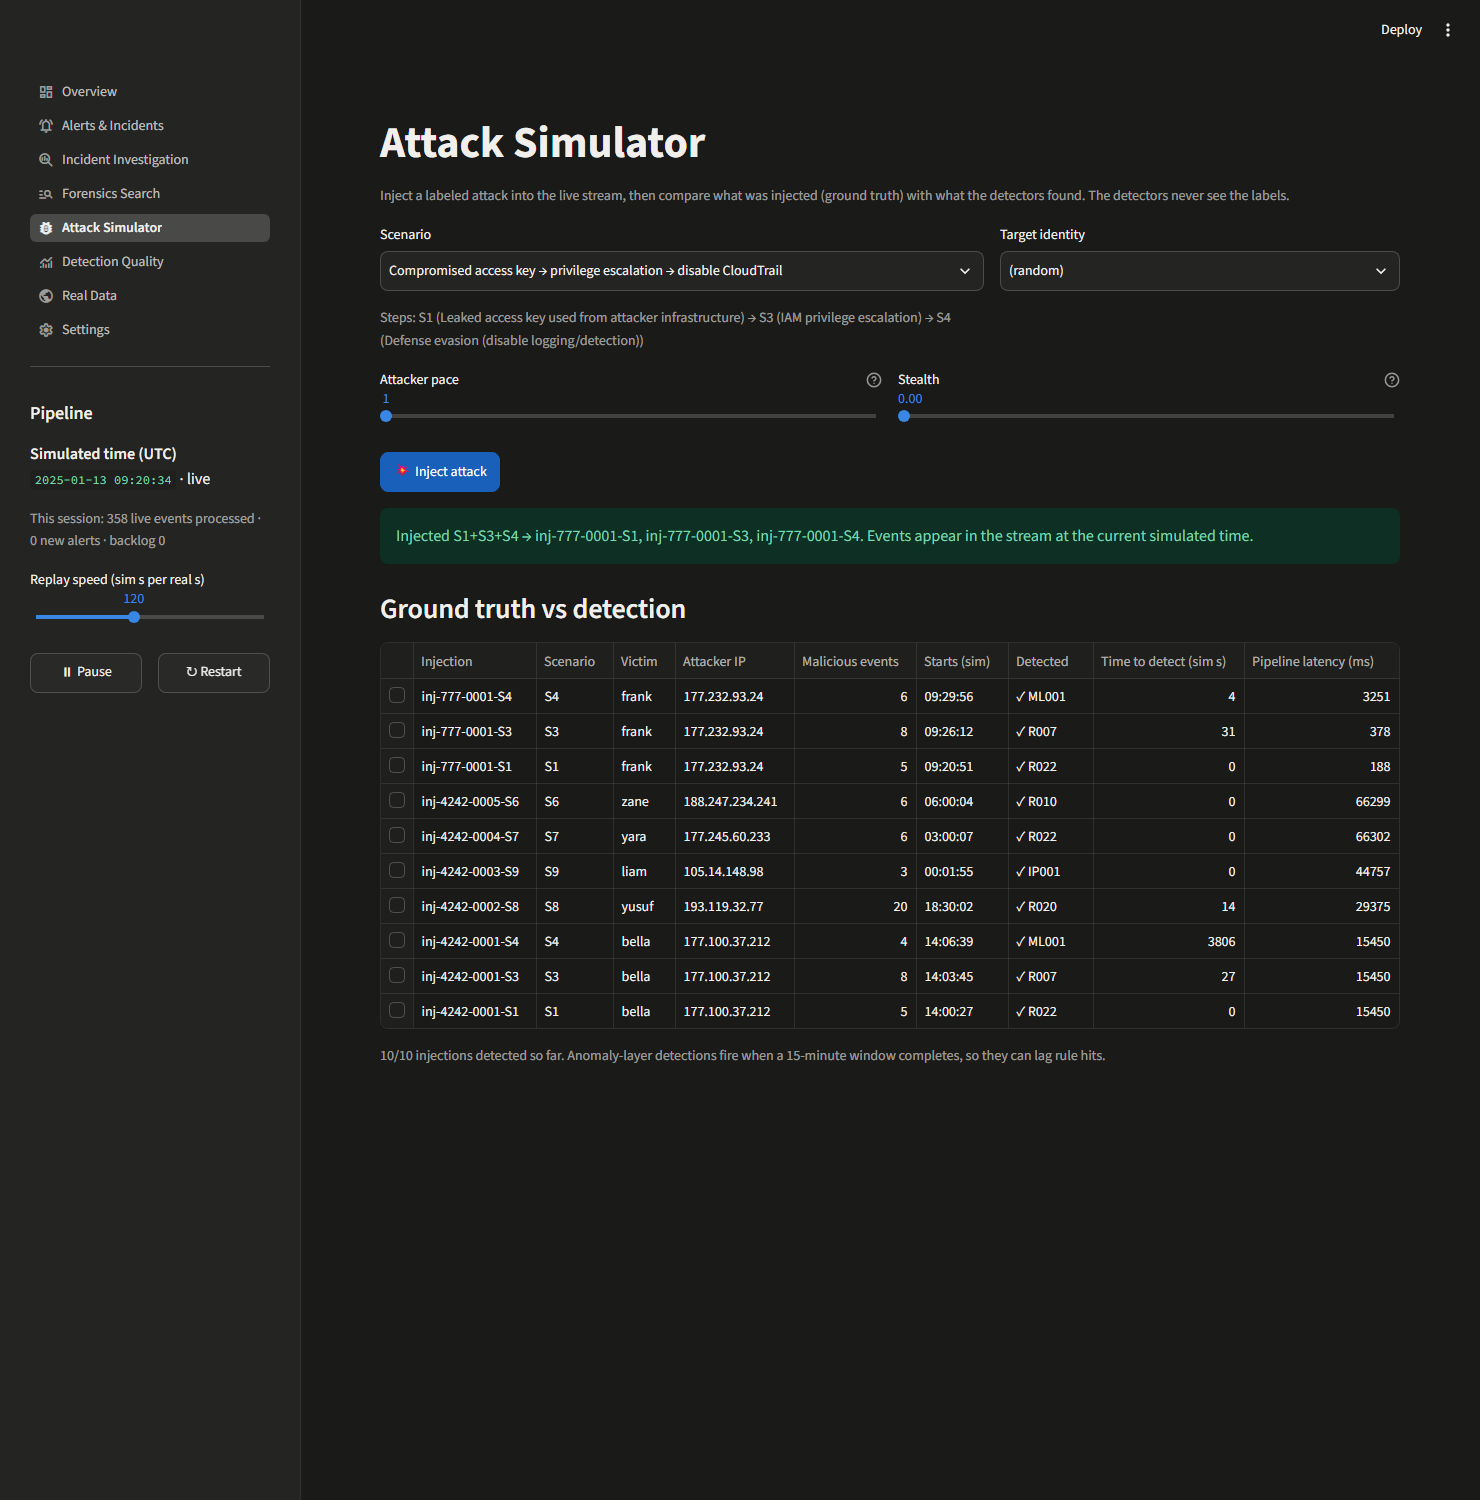 Deploy
Overview
Alerts & Incidents
Incident Investigation
Forensics Search
Attack Simulator
Detection Quality
Real Data
Settings
Pipeline
Simulated time (UTC)
2025-01-13 09:20:34 · live
This session: 358 live events processed ·
0 new alerts · backlog 0
Replay speed (sim s per real s)
120
Pause
Restart
Attack Simulator
Inject a labeled attack into the live stream, then compare what was injected (ground truth) with what the detectors found. The detectors never see the labels.
Scenario
Target identity
Compromised access key → privilege escalation → disable CloudTrail
(random)
Steps: S1 (Leaked access key used from attacker infrastructure) → S3 (IAM privilege escalation) → S4
(Defense evasion (disable logging/detection))
Attacker pace
1
Stealth
0.00
Inject attack
Injected S1+S3+S4 → inj-777-0001-S1, inj-777-0001-S3, inj-777-0001-S4. Events appear in the stream at the current simulated time.
Ground truth vs detection
Injection Scenario Victim Attacker IP Malicious events Starts (sim) Detected Time to detect (sim s) Pipeline latency (ms)
inj-777-0001-S4 S4 frank 177.232.93.24 6 09:29:56 ✓ ML001 4 3251
inj-777-0001-S3 S3 frank 177.232.93.24 8 09:26:12 ✓ R007 31 378
inj-777-0001-S1 S1 frank 177.232.93.24 5 09:20:51 ✓ R022 0 188
inj-4242-0005-S6 S6 zane 188.247.234.241 6 06:00:04 ✓ R010 0 66299
inj-4242-0004-S7 S7 yara 177.245.60.233 6 03:00:07 ✓ R022 0 66302
inj-4242-0003-S9 S9 liam 105.14.148.98 3 00:01:55 ✓ IP001 0 44757
inj-4242-0002-S8 S8 yusuf 193.119.32.77 20 18:30:02 ✓ R020 14 29375
inj-4242-0001-S4 S4 bella 177.100.37.212 4 14:06:39 ✓ ML001 3806 15450
inj-4242-0001-S3 S3 bella 177.100.37.212 8 14:03:45 ✓ R007 27 15450
inj-4242-0001-S1 S1 bella 177.100.37.212 5 14:00:27 ✓ R022 0 15450
10/10 injections detected so far. Anomaly-layer detections fire when a 15-minute window completes, so they can lag rule hits.